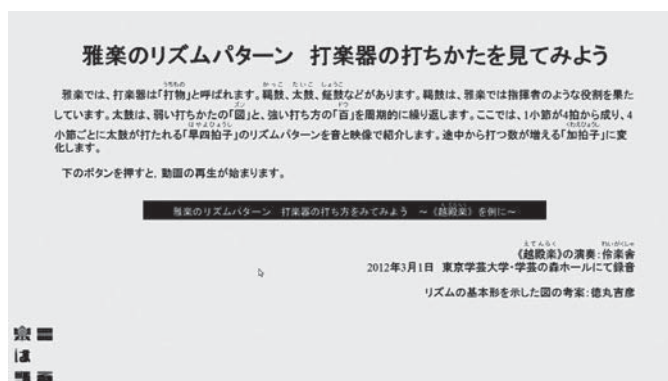 雅楽のリズムパターン 打楽器の打ちかたを見てみよう
雅楽では、打楽器は「打物」と呼ばれます。鞨鼓、太鼓、鉦鼓などがあります。鞨鼓は、雅楽では指揮者のような役割を果た
しています。太鼓は、弱い打ちかたの「図」と、強い打ち方の「百」を周期的に繰り返します。ここでは、1小節が4拍から成り、4
小節ごとに太鼓が打たれる「早四拍子」のリズムパターンを音と映像で紹介します。途中から打つ数が増える「加拍子」に変
化します。
下のボタンを押すと，動画の再生が始まります。
雅楽のリズムパターン 打楽器の打ち方をみてみよう ～《越殿楽》を例に～
《越殿楽》の演奏：伶楽舎
2012年3月1日 東京学芸大学・学芸の森ホールにて録音
リズムの基本形を示した図の考案：徳丸吉彦
は